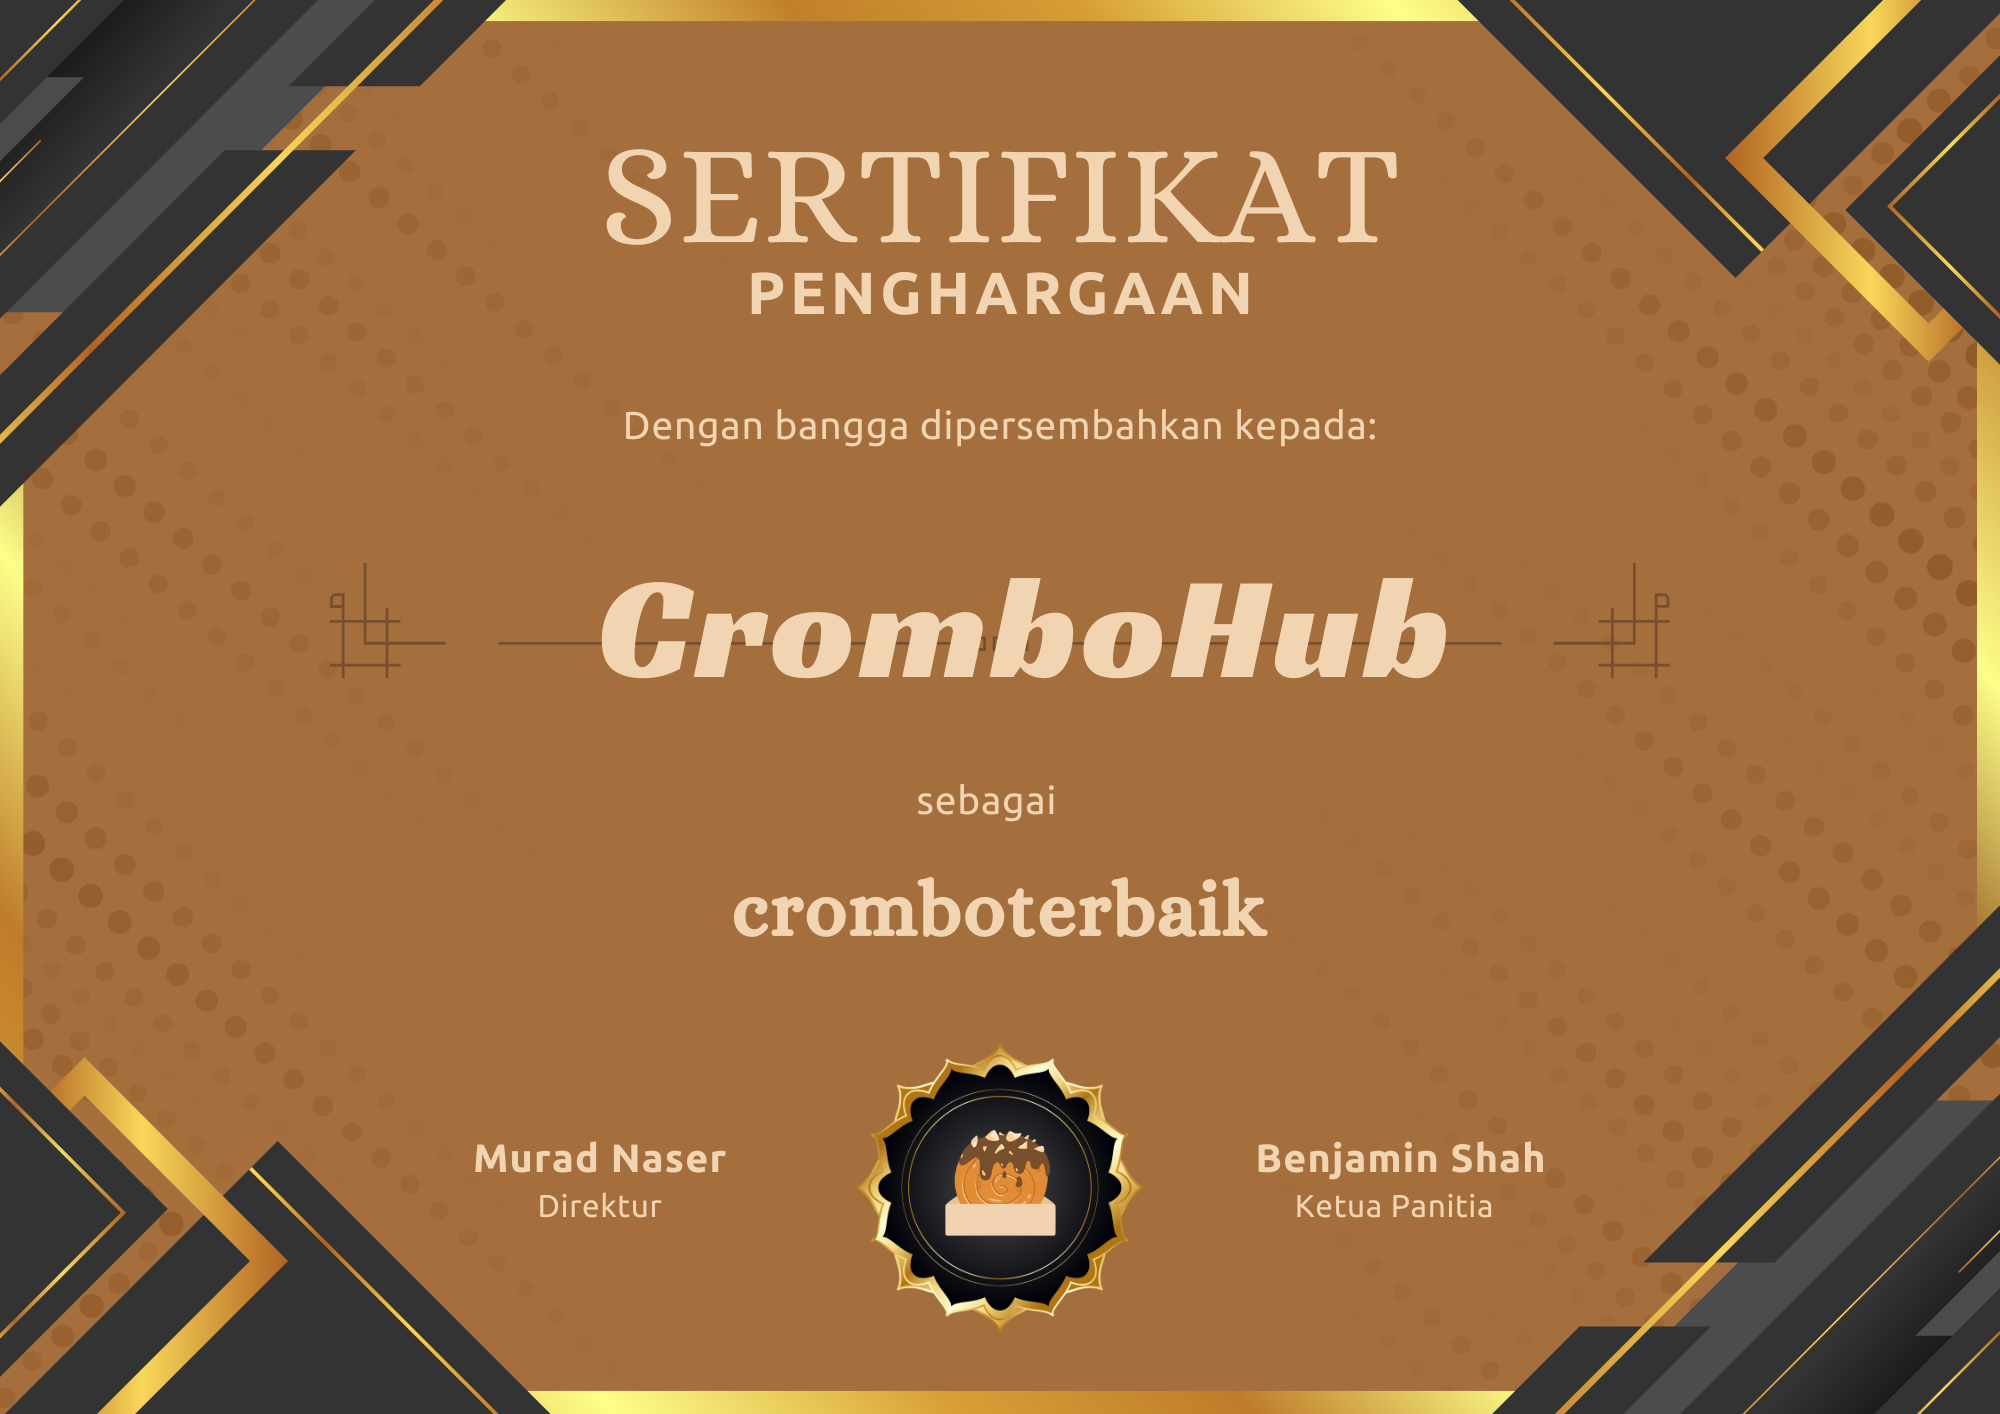 SERTIFIKAT
PENGHARGAAN
Dengan bangga dipersembahkan kepada:
CromboHub
sebagai
cromboterbaik
Murad Naser
Direktur
Benjamin Shah
Ketua Panitia